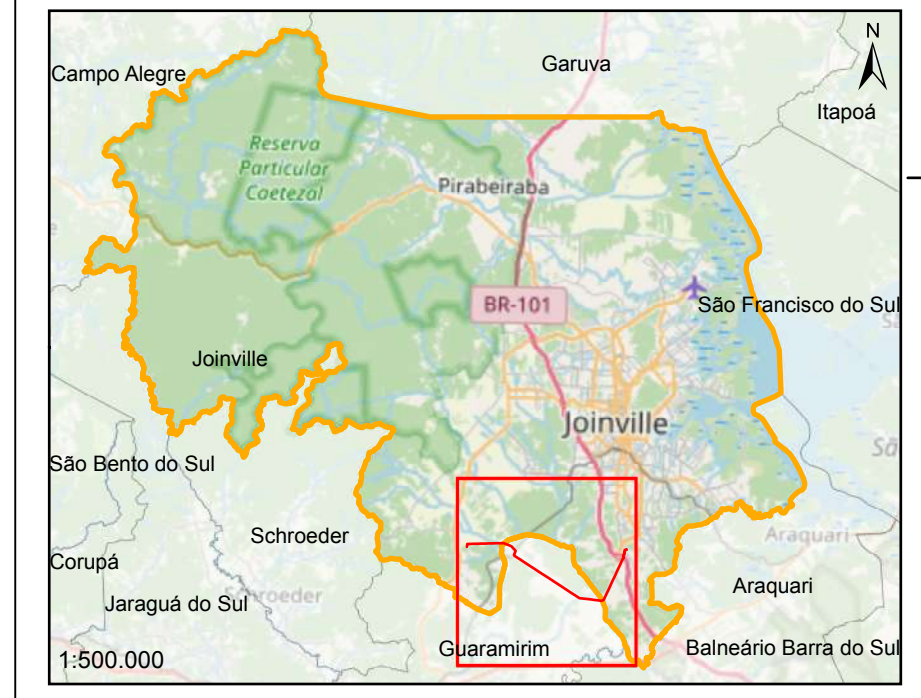 N
Campo Alegre
Garuva
Itapoá
Reserva
Particular
Caetezal
Pirabeiraba
BR-101
São Francisco do Sul
Joinville
Joinville
São Bento do Sul
Schroeder
Corupá
Araquari
Araquari
Jaraguá do Sul
Schroeder
Guaramirim
Balneário Barra do Sul
1:500.000